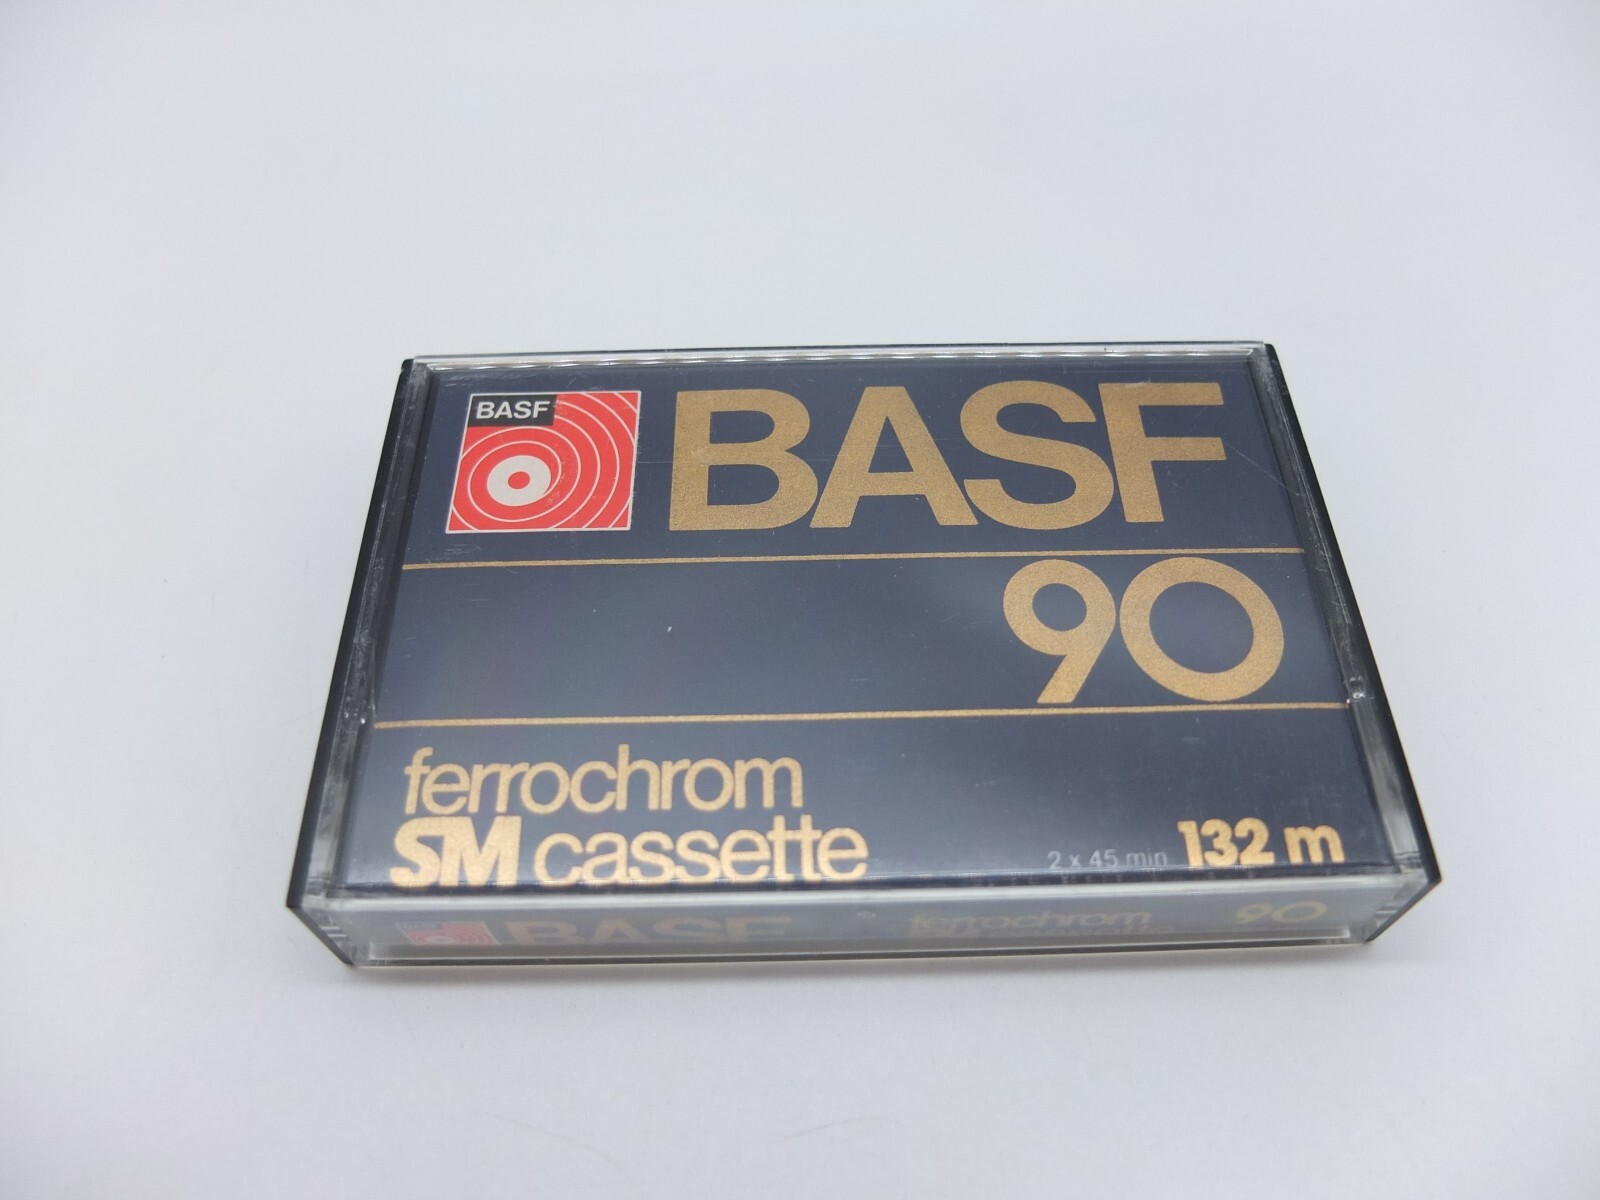 BASF
BASF
90
ferrochrom
SM cassette
2 x 45 min 132 m
BASF ferrochrom 90